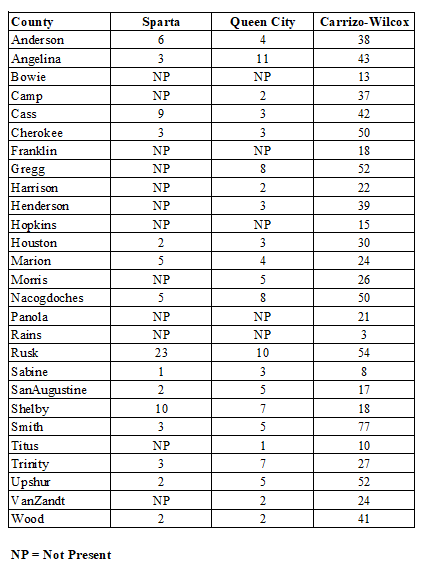 County Sparta Queen City Carrizo-Wilcox
Anderson 6 4 38
Angelina 3 11 43
Bowie NP NP 13
Camp NP 2 37
Cass 9 3 42
Cherokee 3 3 50
Franklin NP NP 18
Gregg NP 8 52
Harrison NP 2 22
Henderson NP 3 39
Hopkins NP NP 15
Houston 2 3 30
Marion 5 4 24
Morris NP 5 26
Nacogdoches 5 8 50
Panola NP NP 21
Rains NP NP 3
Rusk 23 10 54
Sabine 1 3 8
SanAugustine 2 5 17
Shelby 10 7 18
Smith 3 5 77
Titus NP 1 10
Trinity 3 7 27
Upshur 2 5 52
VanZandt NP 2 24
Wood 2 2 41
NP = Not Present